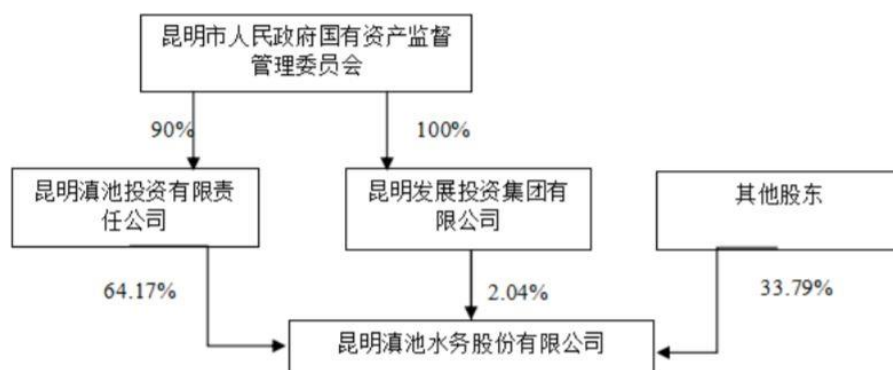 昆明市人民政府国有资产监督
管理委员会
90%
100%
昆明滇池投资有限责
任公司
昆明发展投资集团有
限公司
其他股东
64.17%
2.04%
33.79%
昆明滇池水务股份有限公司